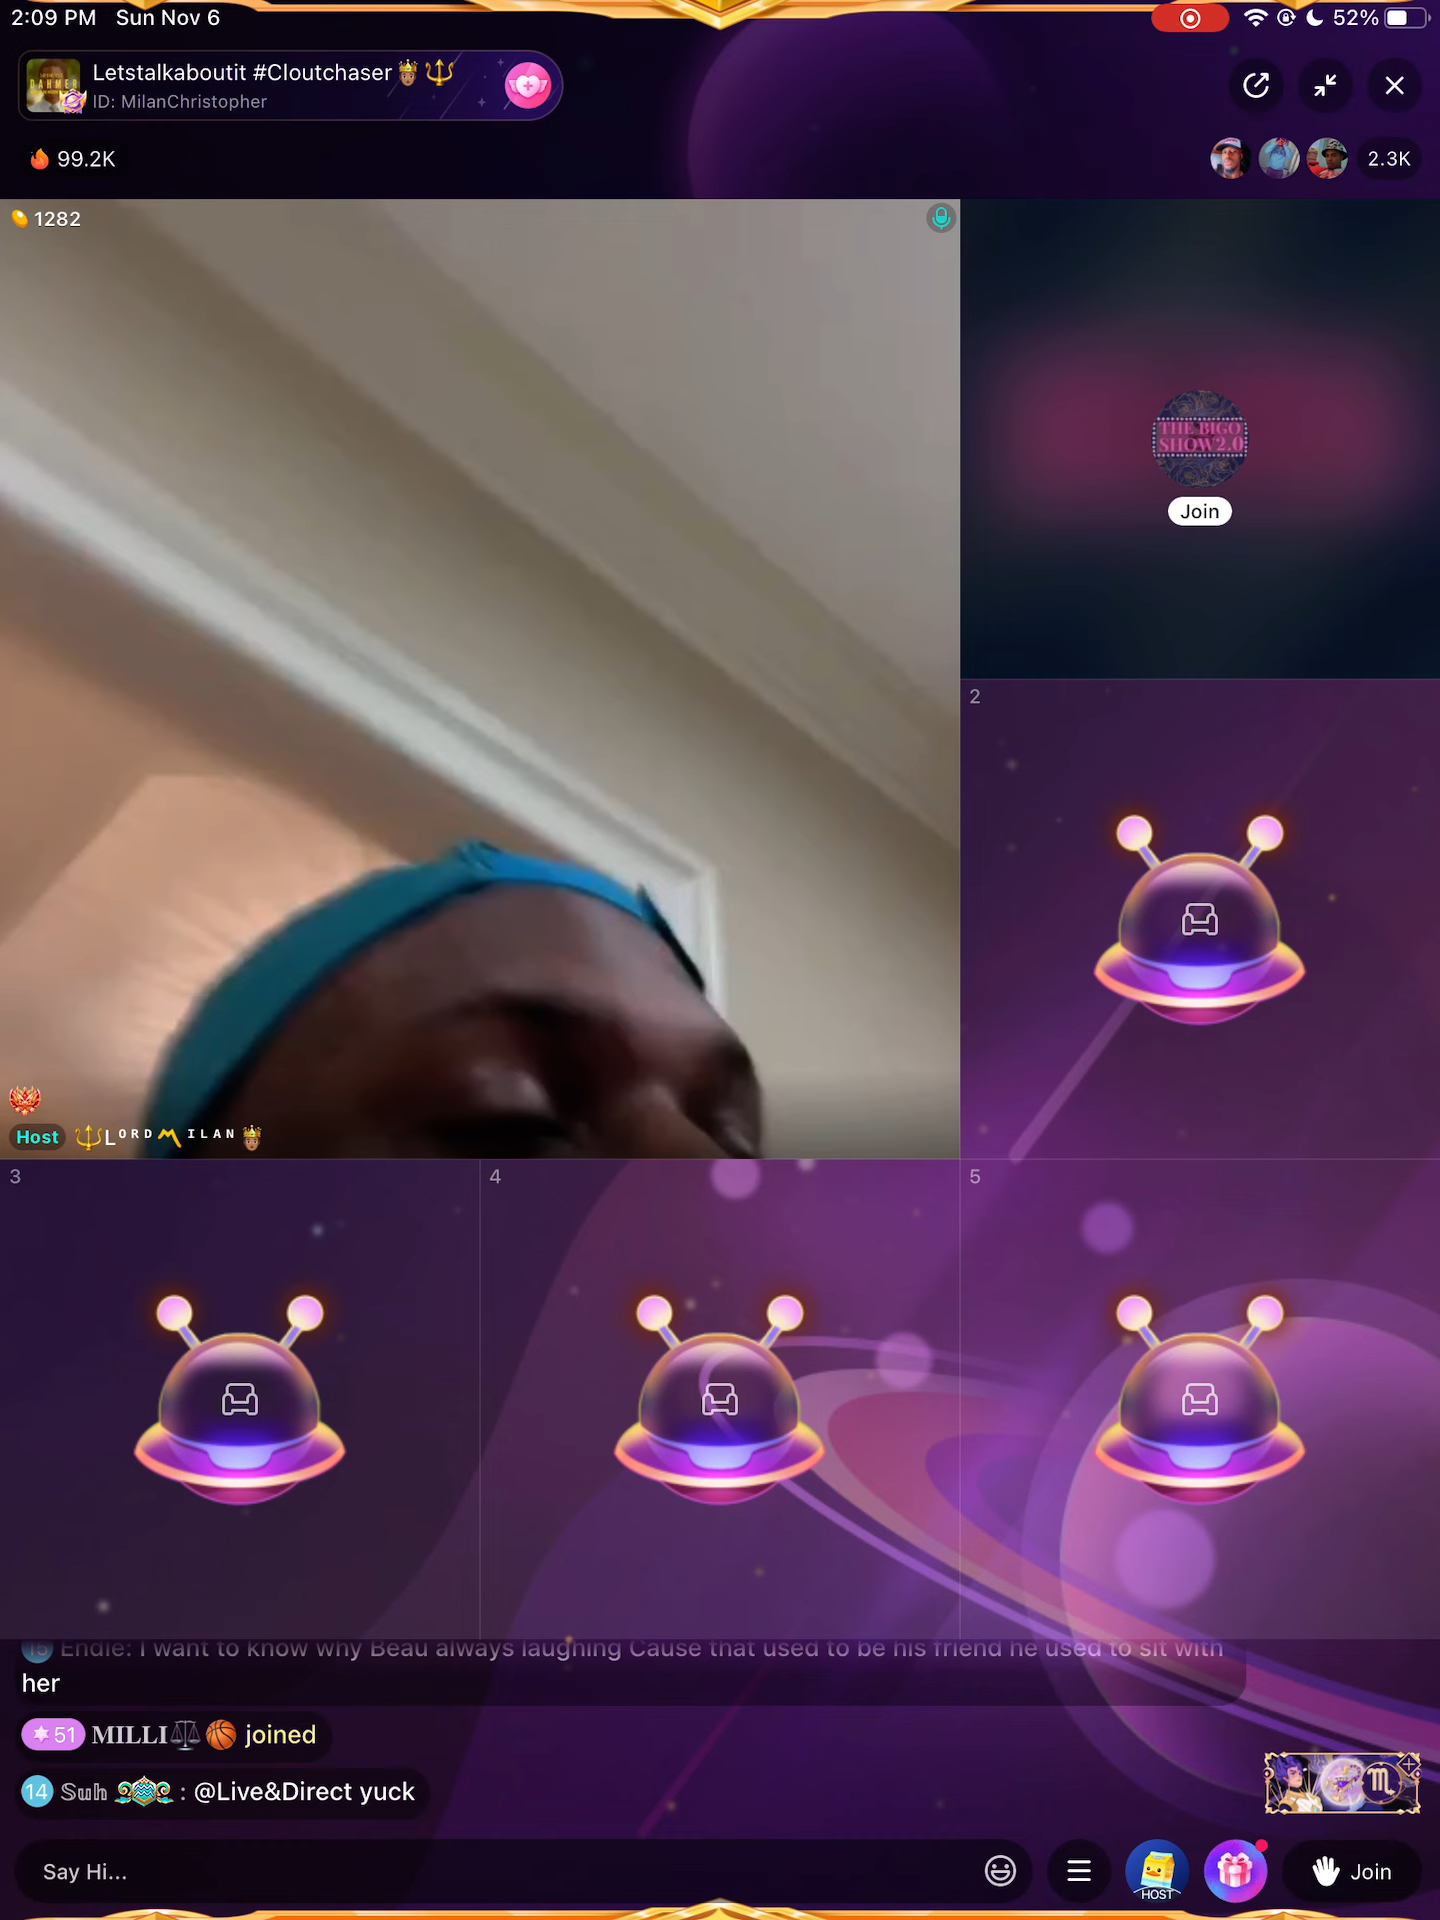 2:09 PM Sun Nov 6
52%
Letstalkaboutit #Cloutchaser🤴🏽🔱
ID: MilanChristopher
99.2K
2.3K
1282
THE BIGO
SHOW2.0
Join
2
Host 🔱Lᴼᴿᴰ〽️ᴵᴸᴬᴺ🤴🏽
3
4
5
15 Endie: I want to know why Beau always laughing Cause that used to be his friend he used to sit with
her
51 𝐌𝐈𝐋𝐋𝐈⚖️🏀 joined
14 𝕊𝕦𝕙 : @Live&Direct yuck
♏
Say Hi...
HOST
Join